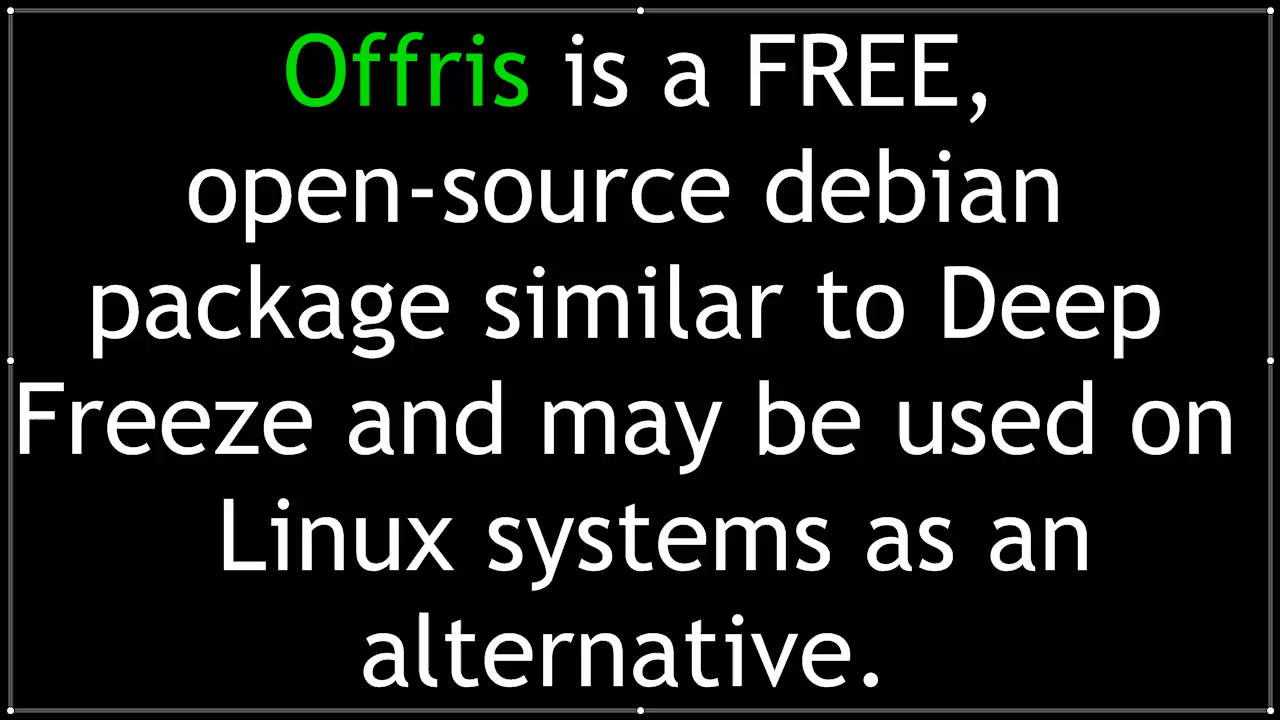 Offris is a FREE,
open-source debian
package similar to Deep
Freeze and may be used on
Linux systems as an
alternative.